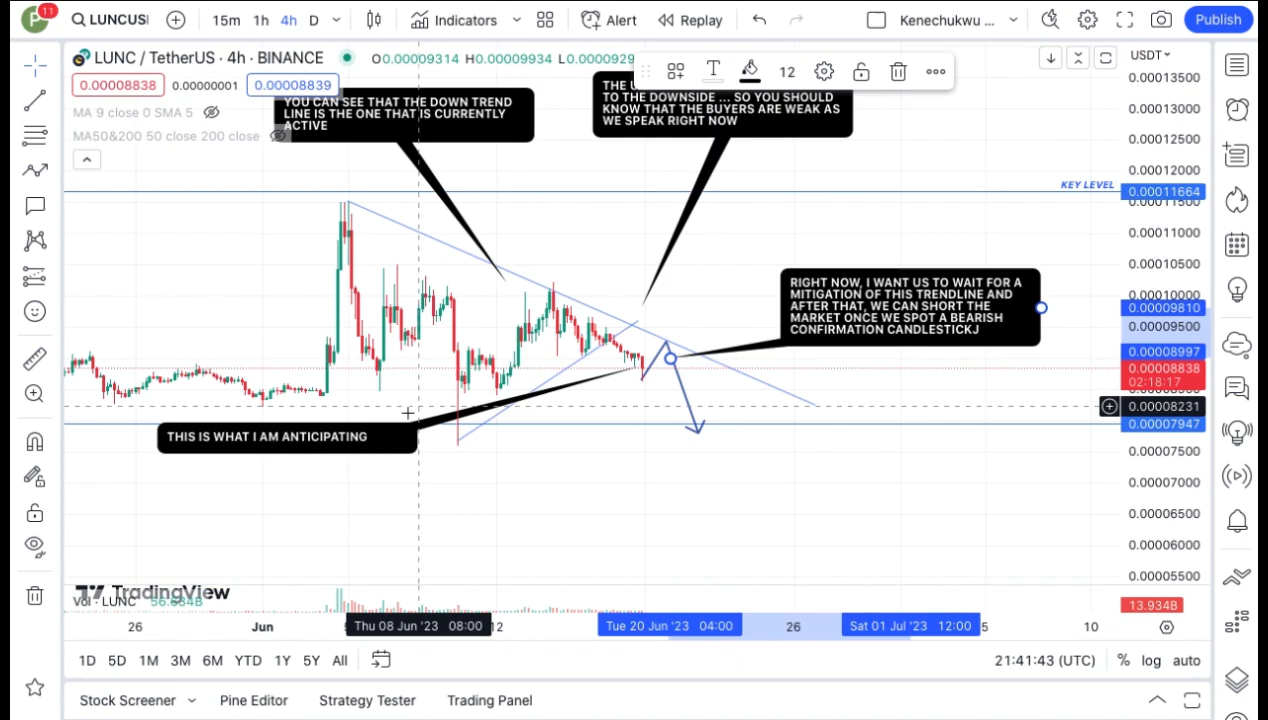 P
11
LUNCUS
15m 1h 4h D
Indicators
Alert
Replay
Kenechukwu ...
Publish
LUNC / TetherUS · 4h · BINANCE
O0.00009314 H0.00009934 L0.0000929
12
USDT
0.00008838
0.00000001
0.00008839
MA 9 close 0 SMA 5
MA50&200 50 close 200 close
YOU CAN SEE THAT THE DOWN TREND
LINE IS THE ONE THAT IS CURRENTLY
ACTIVE
THE
TO THE DOWNSIDE ... SO YOU SHOULD
KNOW THAT THE BUYERS ARE WEAK AS
WE SPEAK RIGHT NOW
RIGHT NOW, I WANT US TO WAIT FOR A
MITIGATION OF THIS TRENDLINE AND
AFTER THAT, WE CAN SHORT THE
MARKET ONCE WE SPOT A BEARISH
CONFIRMATION CANDLESTICKJ
THIS IS WHAT I AM ANTICIPATING
KEY LEVEL
0.00013500
0.00013000
0.00012500
0.00012000
0.00011664
0.00011500
0.00011000
0.00010500
0.00010000
0.00009810
0.00009500
0.00008997
0.00008838
02:18:17
0.00008231
0.00007947
0.00007500
0.00007000
0.00006500
0.00006000
0.00005500
13.934B
TradingView
Vol · LUNC
26
Jun
Thu 08 Jun '23 08:00
12
Tue 20 Jun '23 04:00
26
Sat 01 Jul '23 12:00
5
10
1D 5D 1M 3M 6M YTD 1Y 5Y All
21:41:43 (UTC)
% log auto
Stock Screener
Pine Editor
Strategy Tester
Trading Panel